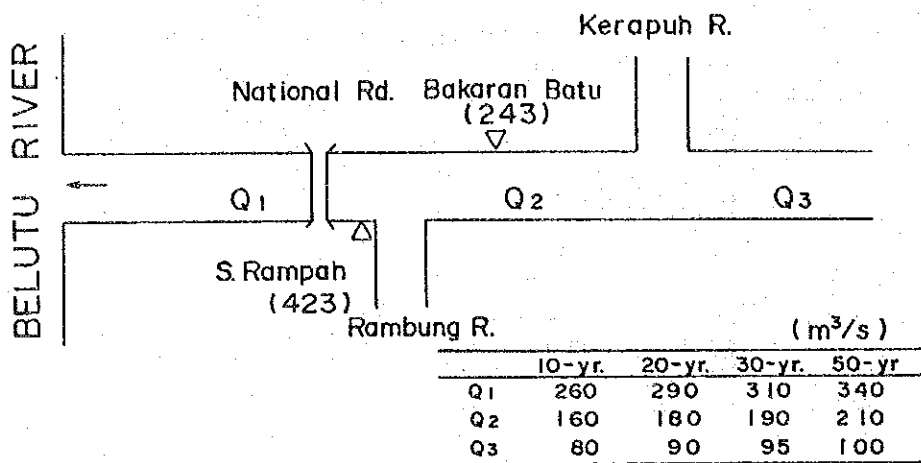 Kerapuh R.
National Rd. Bakaran Batu
(243)
BELUTU RIVER
Q1 Q2 Q3
S. Rampah
(423)
Rambung R.
(m³/s)
10-yr. 20-yr. 30-yr. 50-yr
Q1 260 290 310 340
Q2 160 180 190 210
Q3 80 90 95 100